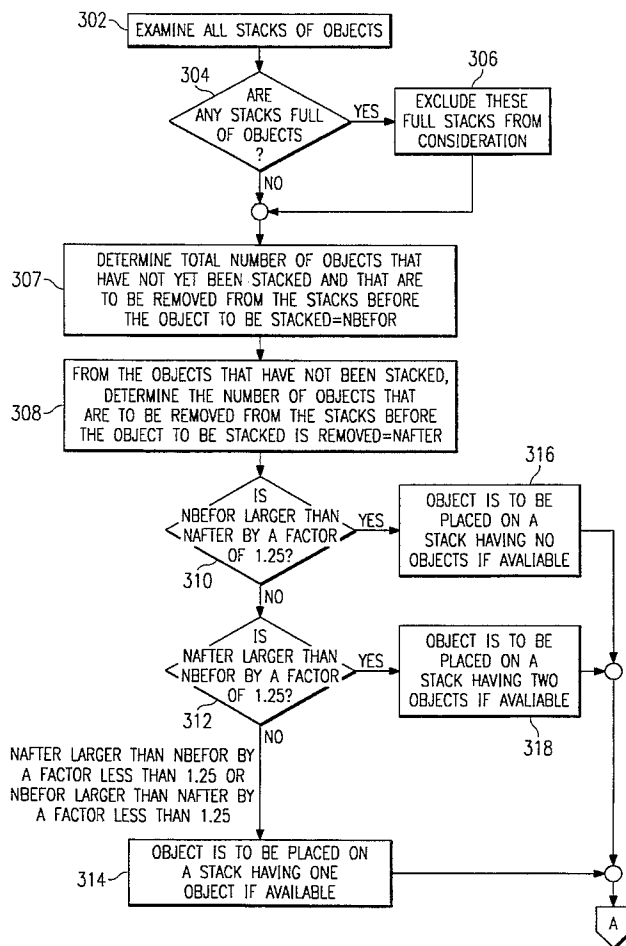 302
EXAMINE ALL STACKS OF OBJECTS
304
ARE
ANY STACKS FULL
OF OBJECTS
?
YES
306
EXCLUDE THESE
FULL STACKS FROM
CONSIDERATION
NO
307
DETERMINE TOTAL NUMBER OF OBJECTS THAT
HAVE NOT YET BEEN STACKED AND THAT ARE
TO BE REMOVED FROM THE STACKS BEFORE
THE OBJECT TO BE STACKED=NBEFOR
308
FROM THE OBJECTS THAT HAVE NOT BEEN STACKED,
DETERMINE THE NUMBER OF OBJECTS THAT
ARE TO BE REMOVED FROM THE STACKS BEFORE
THE OBJECT TO BE STACKED IS REMOVED=NAFTER
IS
NBEFOR LARGER THAN
NAFTER BY A FACTOR
OF 1.25?
310
YES
316
OBJECT IS TO BE
PLACED ON A
STACK HAVING NO
OBJECTS IF AVALIABLE
NO
IS
NAFTER LARGER THAN
NBEFOR BY A FACTOR
OF 1.25?
312
YES
OBJECT IS TO BE
PLACED ON A
STACK HAVING TWO
OBJECTS IF AVALIABLE
318
NO
NAFTER LARGER THAN NBEFOR BY
A FACTOR LESS THAN 1.25 OR
NBEFOR LARGER THAN NAFTER BY
A FACTOR LESS THAN 1.25
314
OBJECT IS TO BE PLACED ON
A STACK HAVING ONE
OBJECT IF AVAILABLE
A